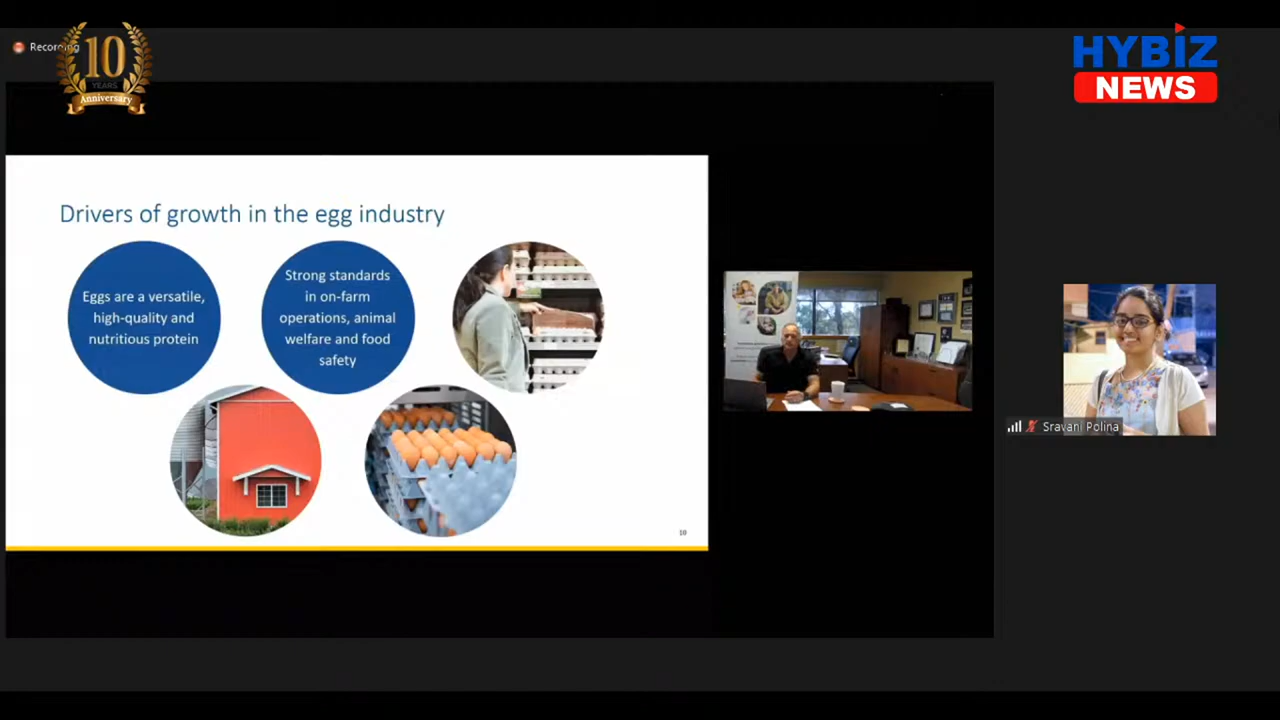 Recording
10
YEARS
Anniversary
HYBIZ
NEWS
Drivers of growth in the egg industry
Eggs are a versatile,
high-quality and
nutritious protein
Strong standards
in on-farm
operations, animal
welfare and food
safety
10
Sravani Polina